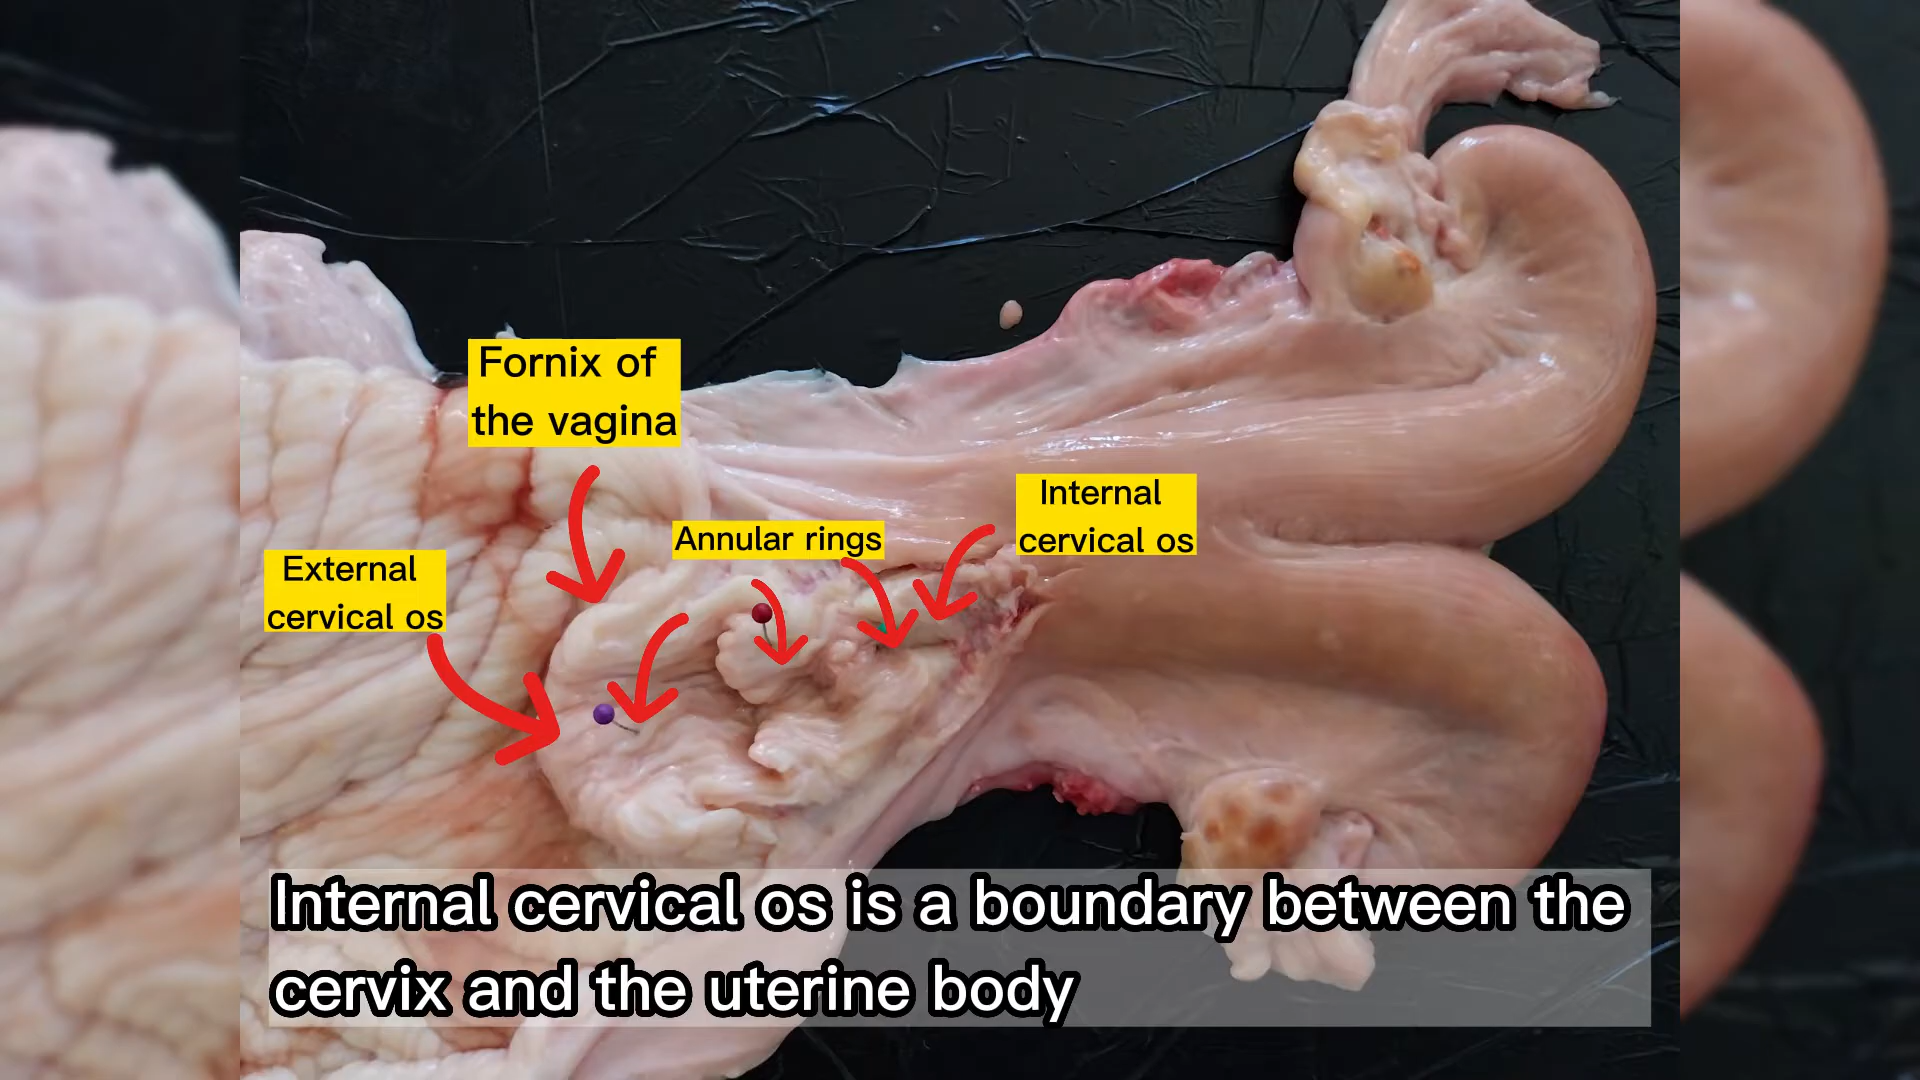 Fornix of
the vagina
Internal
cervical os
Annular rings
External
cervical os
Internal cervical os is a boundary between the
cervix and the uterine body